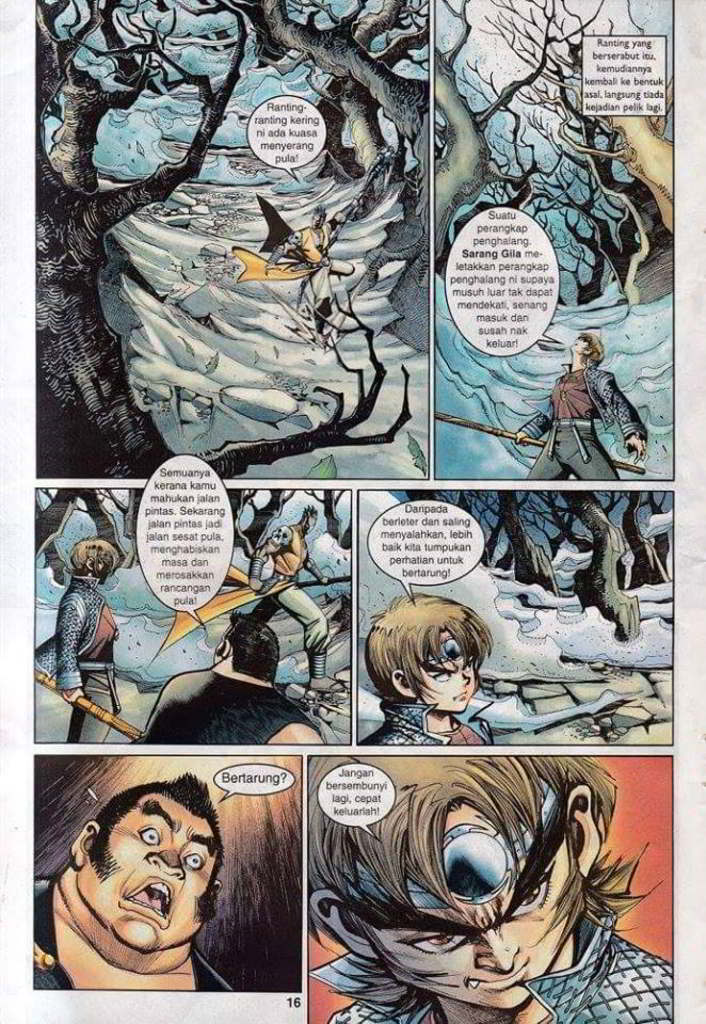 Ranting-
ranting kering
ni ada kuasa
menyerang
pula!
Ranting yang
berserabut itu,
kemudiannya
kembali ke bentuk
asal, langsung tiada
kejadian pelik lagi.
Suatu
perangkap
penghalang.
Sarang Gila me-
letakkan perangkap
penghalang ni supaya
musuh luar tak dapat
mendekati, senang
masuk dan
susah nak
keluar!
Semuanya
kerana kamu
mahukan jalan
pintas. Sekarang
jalan pintas jadi
jalan sesat pula,
menghabiskan
masa dan
merosakkan
rancangan
pula!
Daripada
berleter dan saling
menyalahkan, lebih
baik kita tumpukan
perhatian untuk
bertarung!
Bertarung?
Jangan
bersembunyi
lagi, cepat
keluarlah!
16